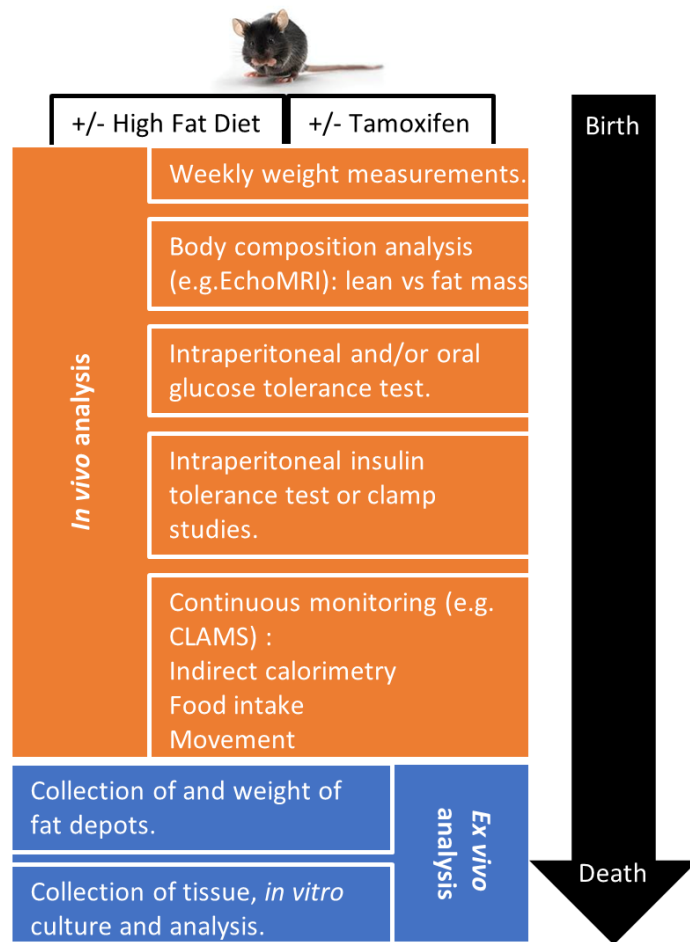 +/- High Fat Diet
+/- Tamoxifen
Birth
Weekly weight measurements.
Body composition analysis
(e.g.EchoMRI): lean vs fat mass
Intraperitoneal and/or oral
glucose tolerance test.
Intraperitoneal insulin
tolerance test or clamp
studies.
Continuous monitoring (e.g.
CLAMS) :
Indirect calorimetry
Food intake
Movement
In vivo analysis
Collection of and weight of
fat depots.
Collection of tissue, in vitro
culture and analysis.
Ex vivo
analysis
Death